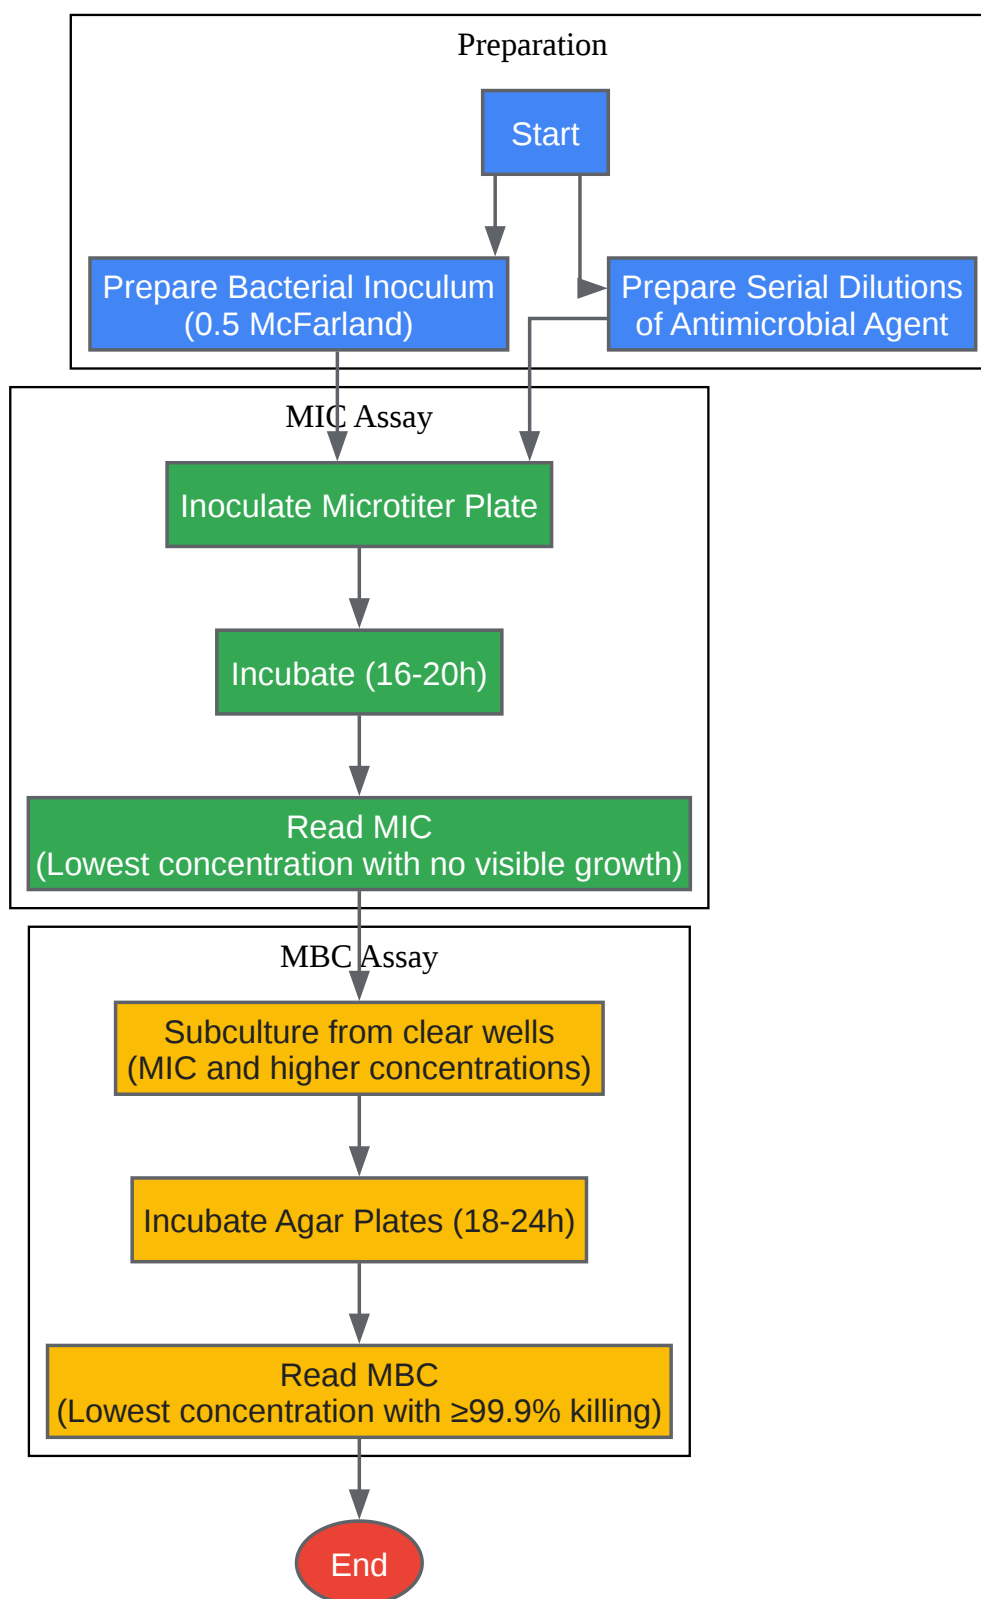 Preparation
Start
Prepare Bacterial Inoculum
(0.5 McFarland)
Prepare Serial Dilutions
of Antimicrobial Agent
MIC Assay
Inoculate Microtiter Plate
Incubate (16-20h)
Read MIC
(Lowest concentration with no visible growth)
MBC Assay
Subculture from clear wells
(MIC and higher concentrations)
Incubate Agar Plates (18-24h)
Read MBC
(Lowest concentration with ≥99.9% killing)
End